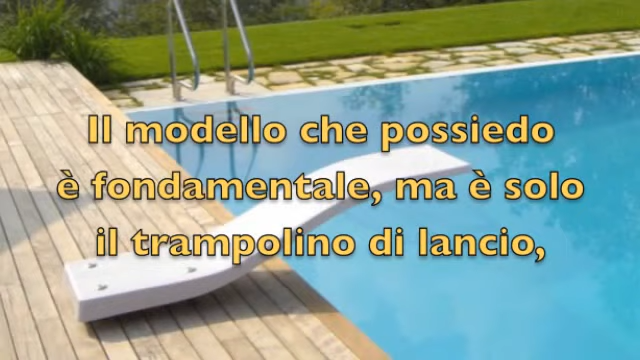 Il modello che possiedo
è fondamentale, ma è solo
il trampolino di lancio,